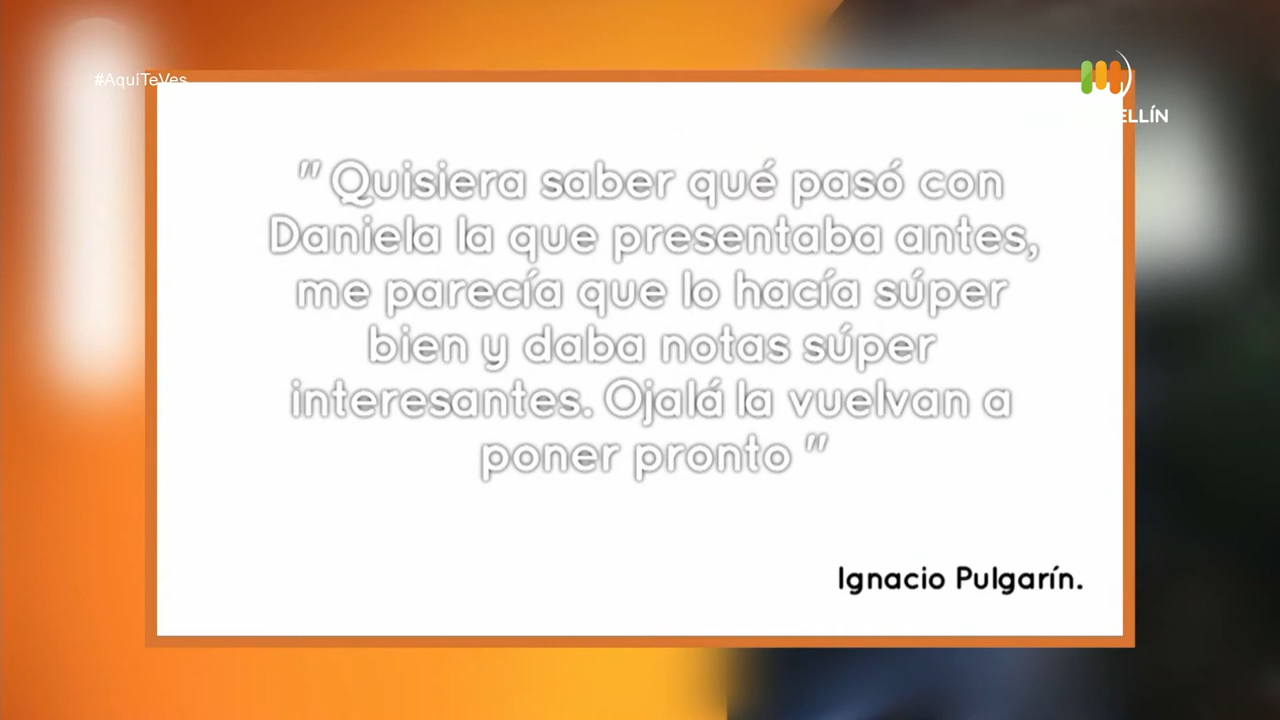 #AquiTeVes
ELLÍN
" Quisiera saber qué pasó con
Daniela la que presentaba antes,
me parecía que lo hacía súper
bien y daba notas súper
interesantes. Ojalá la vuelvan a
poner pronto "
Ignacio Pulgarín.